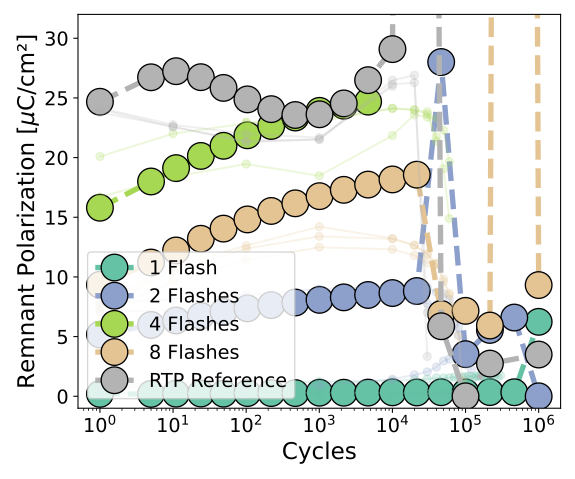 Remnant Polarization [μC/cm²]
30
25
20
15
10
5
0
1 Flash
2 Flashes
4 Flashes
8 Flashes
RTP Reference
10⁰ 10¹ 10² 10³ 10⁴ 10⁵ 10⁶
Cycles